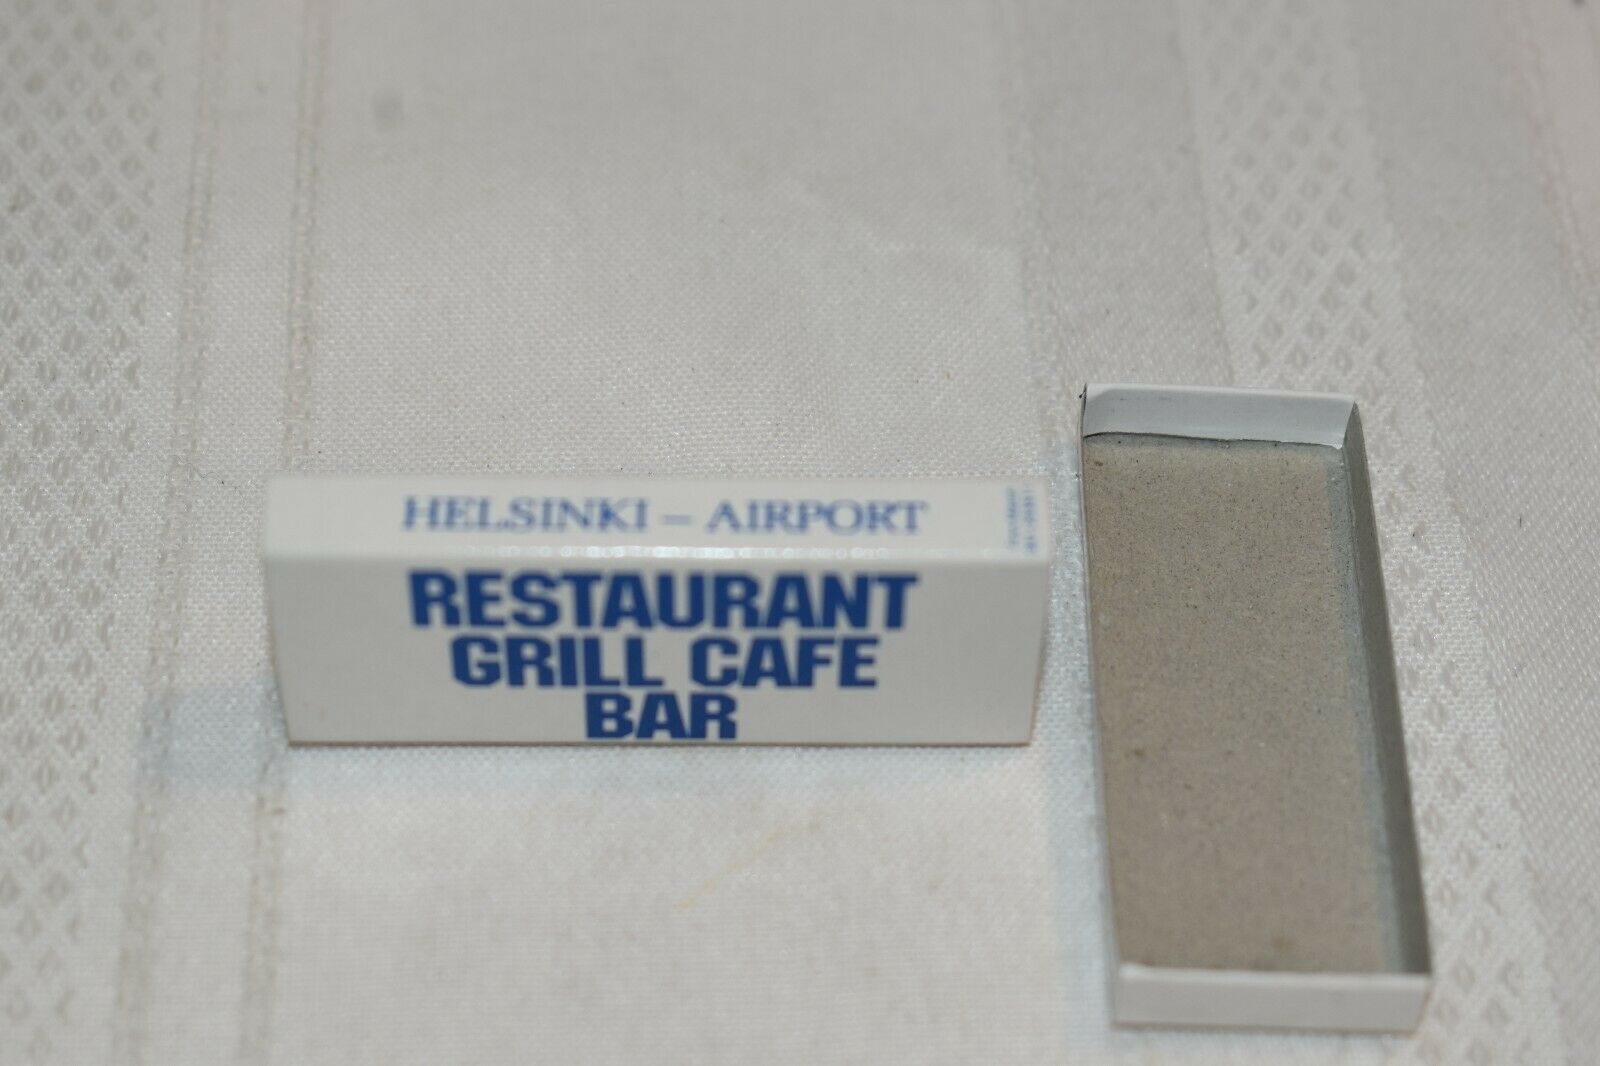 HELSINKI – AIRPORT
RESTAURANT
GRILL CAFE
BAR